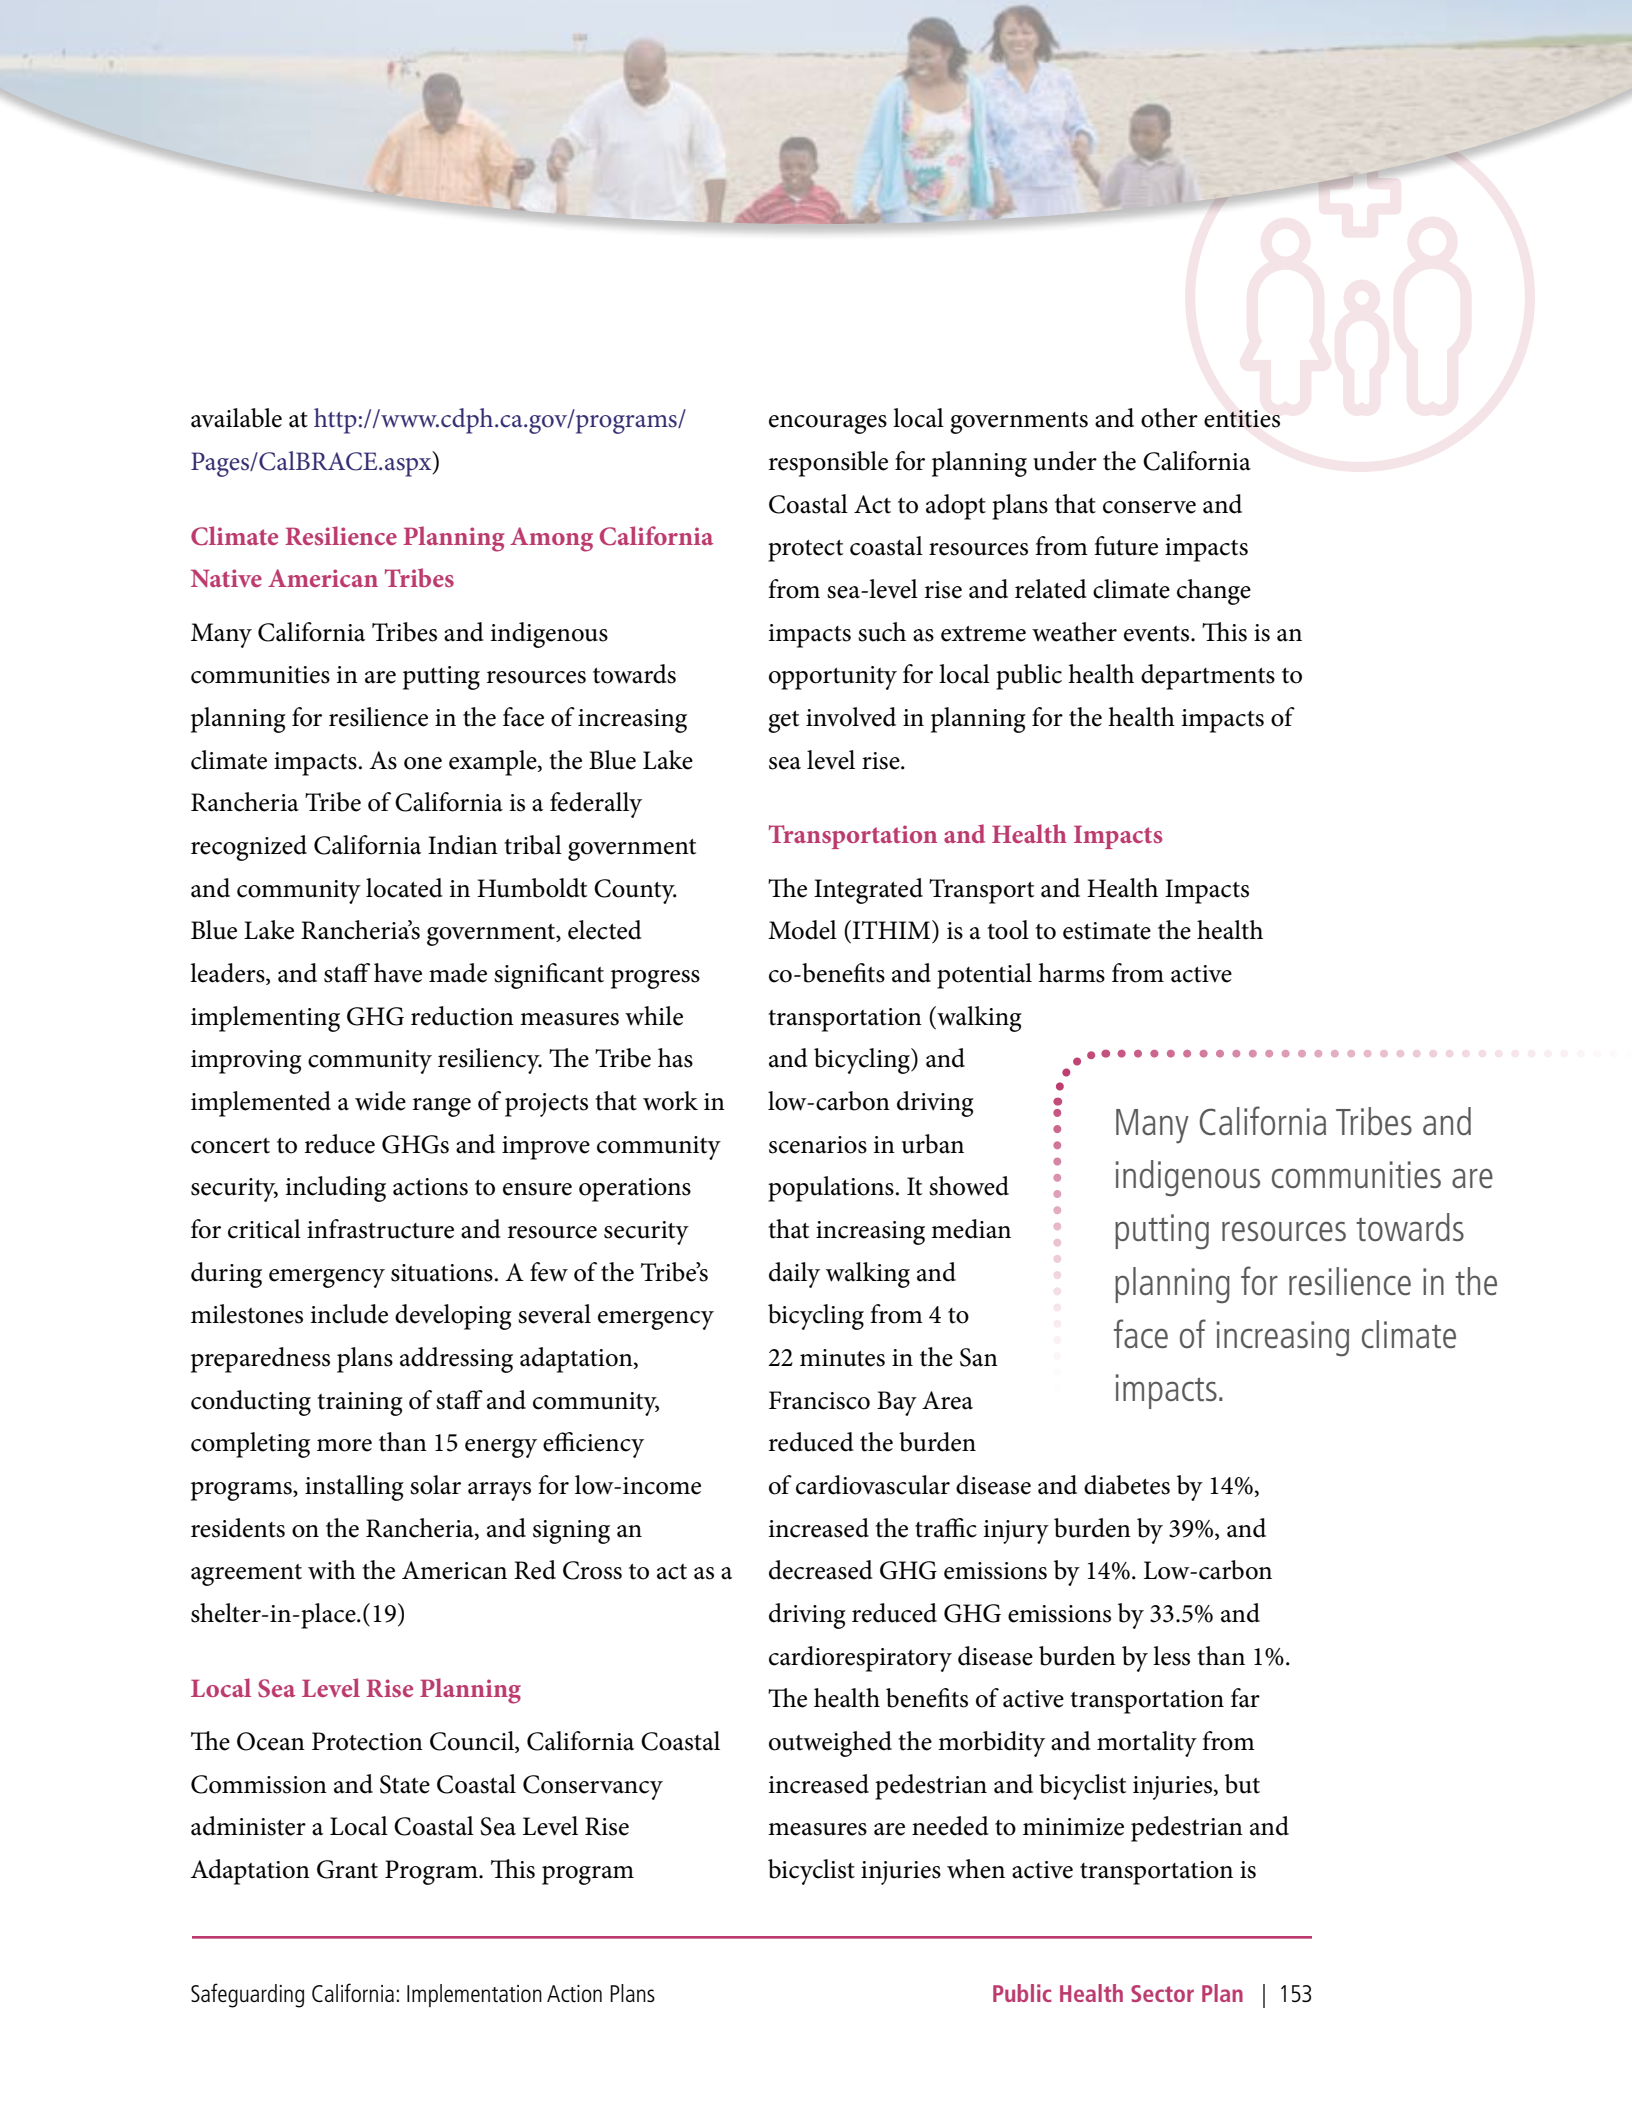 available at http://www.cdph.ca.gov/programs/
Pages/CalBRACE.aspx)
Climate Resilience Planning Among California
Native American Tribes
Many California Tribes and indigenous
communities in are putting resources towards
planning for resilience in the face of increasing
climate impacts. As one example, the Blue Lake
Rancheria Tribe of California is a federally
recognized California Indian tribal government
and community located in Humboldt County.
Blue Lake Rancheria’s government, elected
leaders, and staff have made significant progress
implementing GHG reduction measures while
improving community resiliency. The Tribe has
implemented a wide range of projects that work in
concert to reduce GHGs and improve community
security, including actions to ensure operations
for critical infrastructure and resource security
during emergency situations. A few of the Tribe’s
milestones include developing several emergency
preparedness plans addressing adaptation,
conducting training of staff and community,
completing more than 15 energy efficiency
programs, installing solar arrays for low-income
residents on the Rancheria, and signing an
agreement with the American Red Cross to act as a
shelter-in-place.(19)
Local Sea Level Rise Planning
The Ocean Protection Council, California Coastal
Commission and State Coastal Conservancy
administer a Local Coastal Sea Level Rise
Adaptation Grant Program. This program
encourages local governments and other entities
responsible for planning under the California
Coastal Act to adopt plans that conserve and
protect coastal resources from future impacts
from sea-level rise and related climate change
impacts such as extreme weather events. This is an
opportunity for local public health departments to
get involved in planning for the health impacts of
sea level rise.
Transportation and Health Impacts
The Integrated Transport and Health Impacts
Model (ITHIM) is a tool to estimate the health
co-benefits and potential harms from active
transportation (walking
and bicycling) and
low-carbon driving
scenarios in urban
populations. It showed
that increasing median
daily walking and
bicycling from 4 to
22 minutes in the San
Francisco Bay Area
reduced the burden
of cardiovascular disease and diabetes by 14%,
increased the traffic injury burden by 39%, and
decreased GHG emissions by 14%. Low-carbon
driving reduced GHG emissions by 33.5% and
cardiorespiratory disease burden by less than 1%.
The health benefits of active transportation far
outweighed the morbidity and mortality from
increased pedestrian and bicyclist injuries, but
measures are needed to minimize pedestrian and
bicyclist injuries when active transportation is
Many California Tribes and
indigenous communities are
putting resources towards
planning for resilience in the
face of increasing climate
impacts.
Safeguarding California: Implementation Action Plans
Public Health Sector Plan | 153